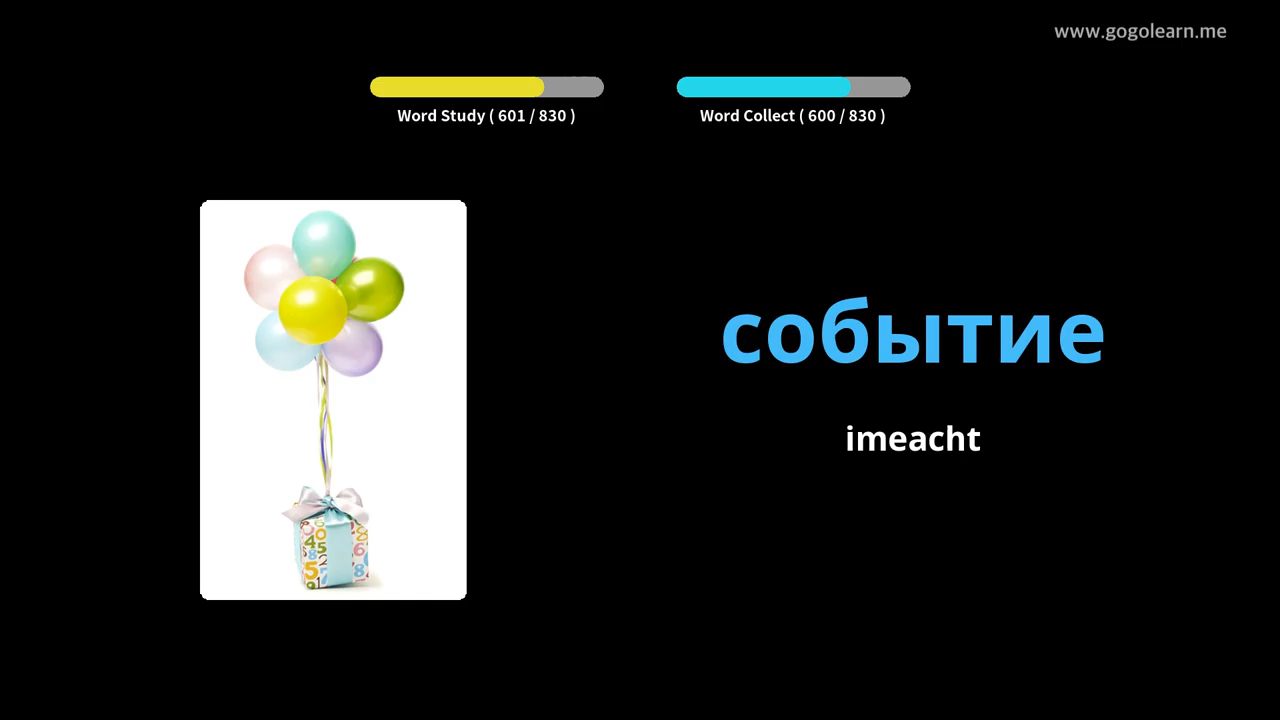 www.gogolearn.me
Word Study ( 601 / 830 )
Word Collect ( 600 / 830 )
событие
imeacht